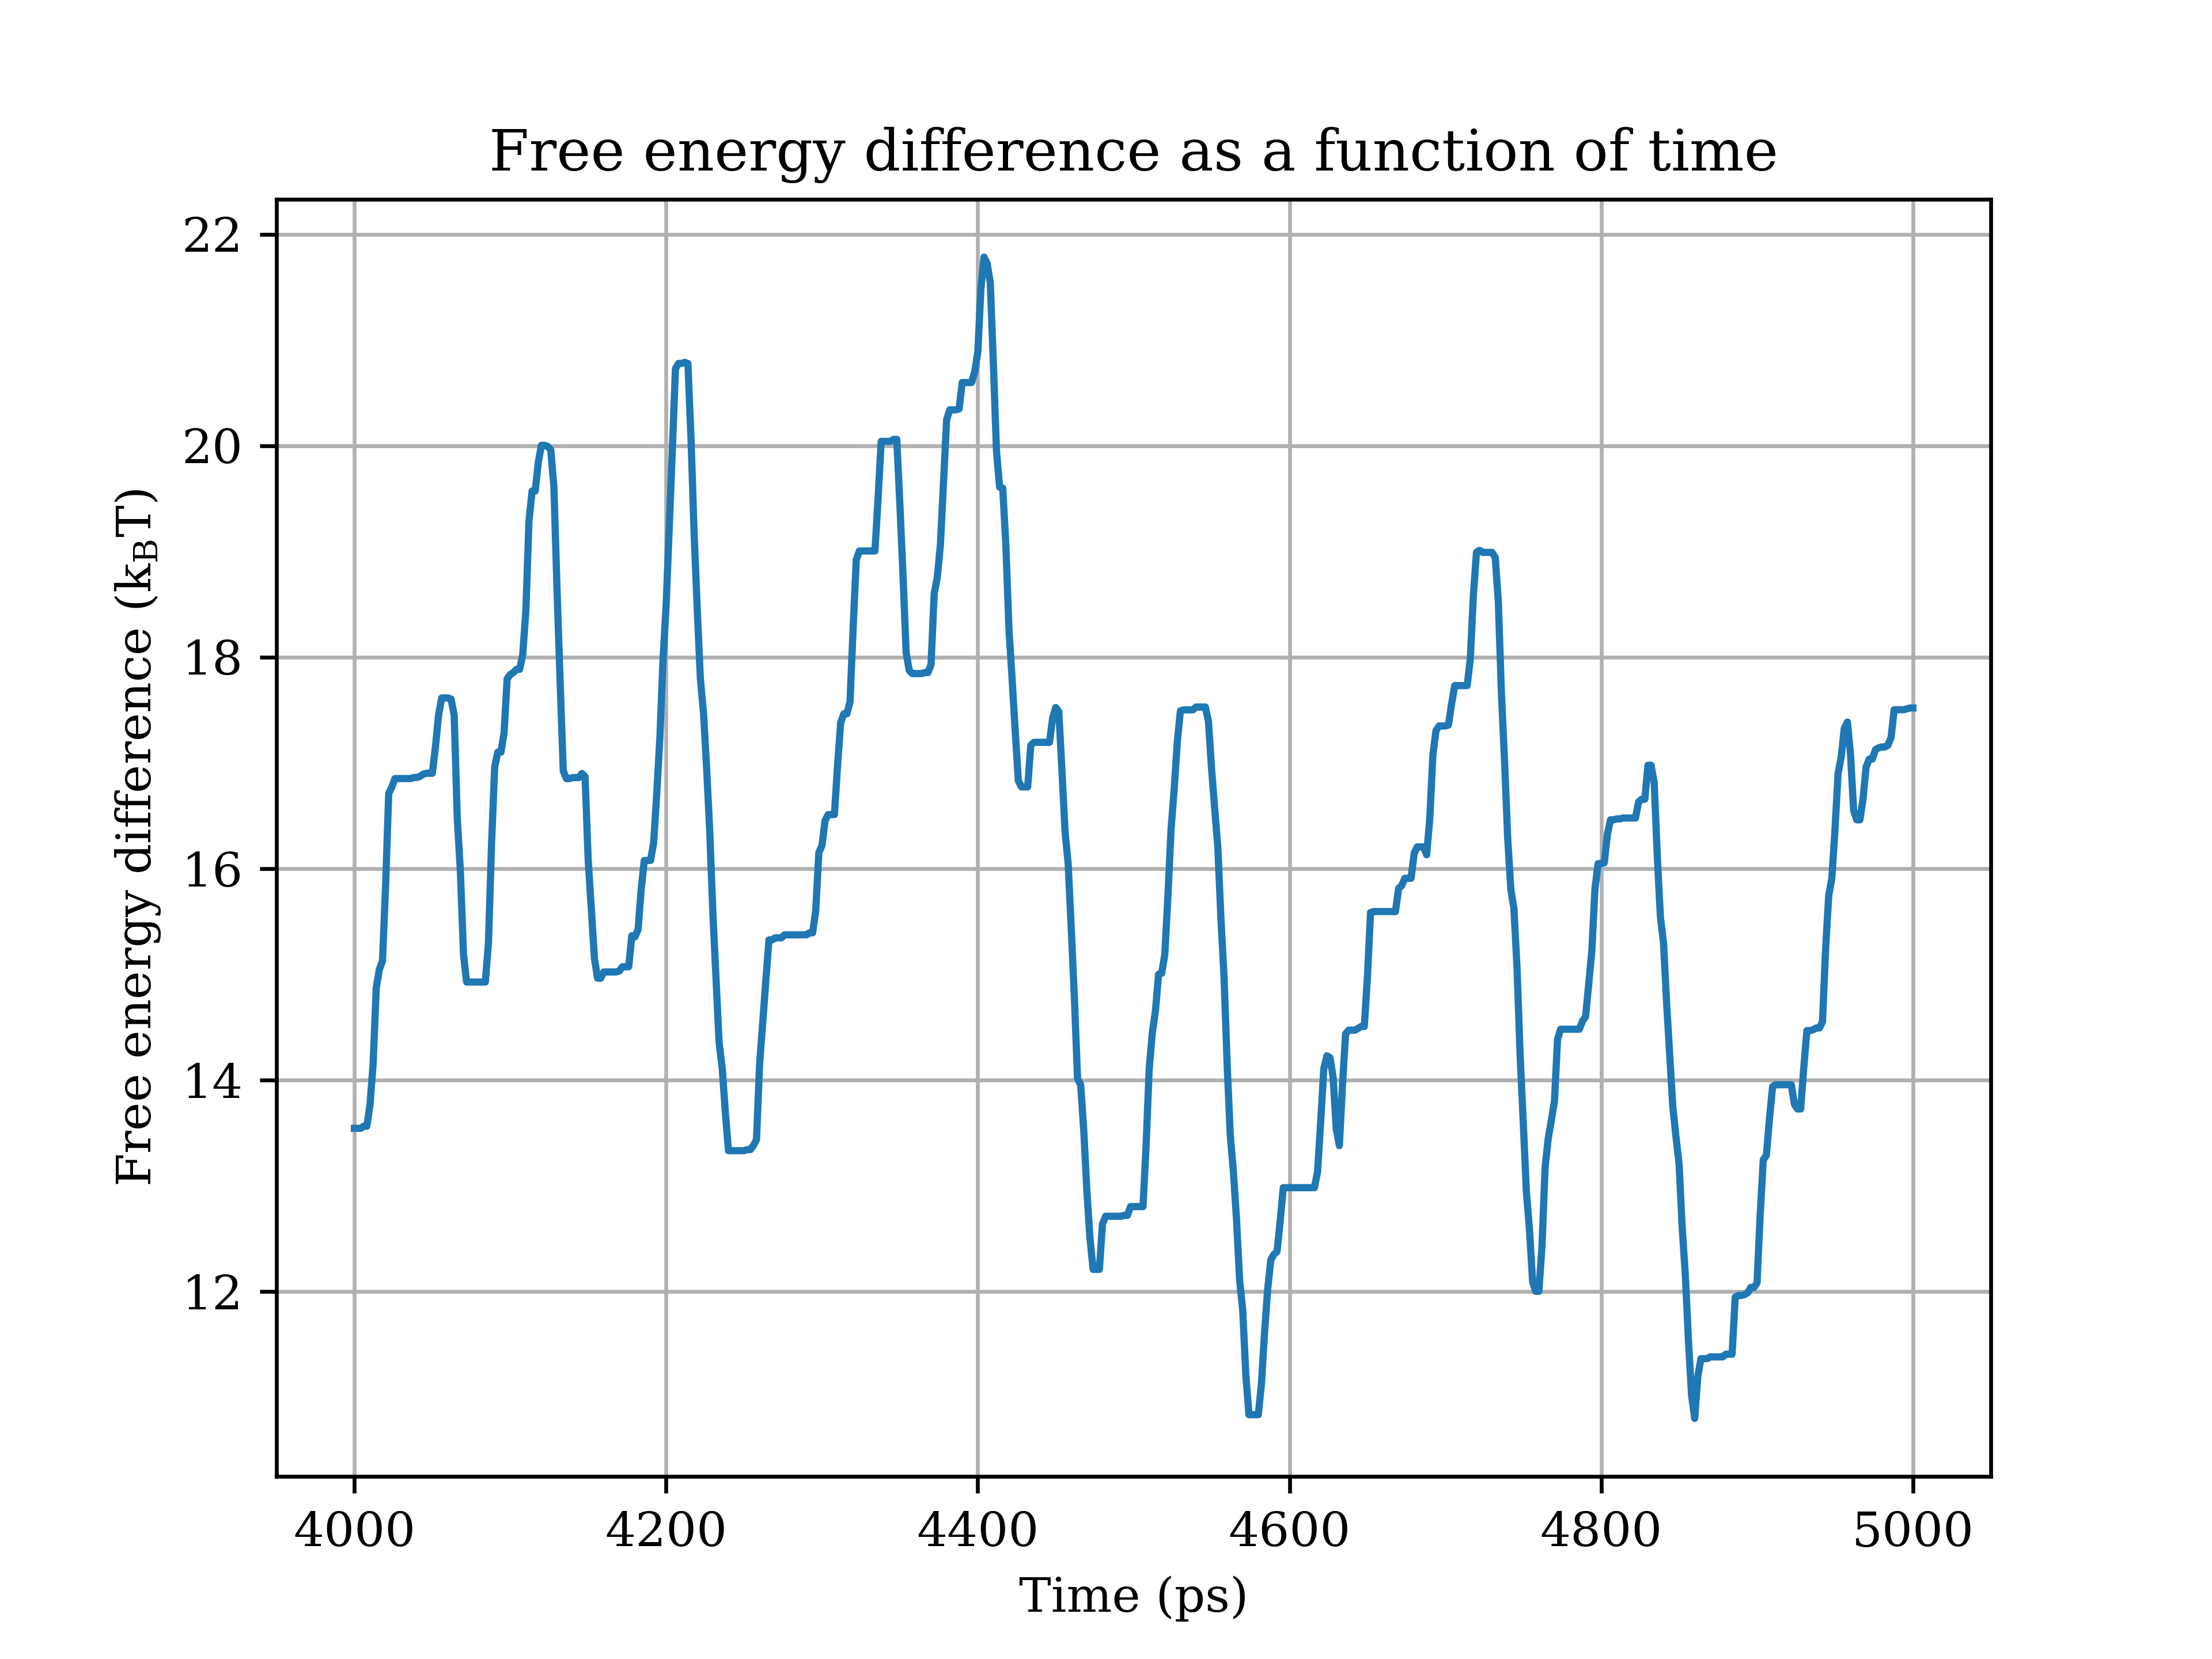 Free energy difference as a function of time
Free energy difference (k_BT)
22
20
18
16
14
12
4000 4200 4400 4600 4800 5000
Time (ps)